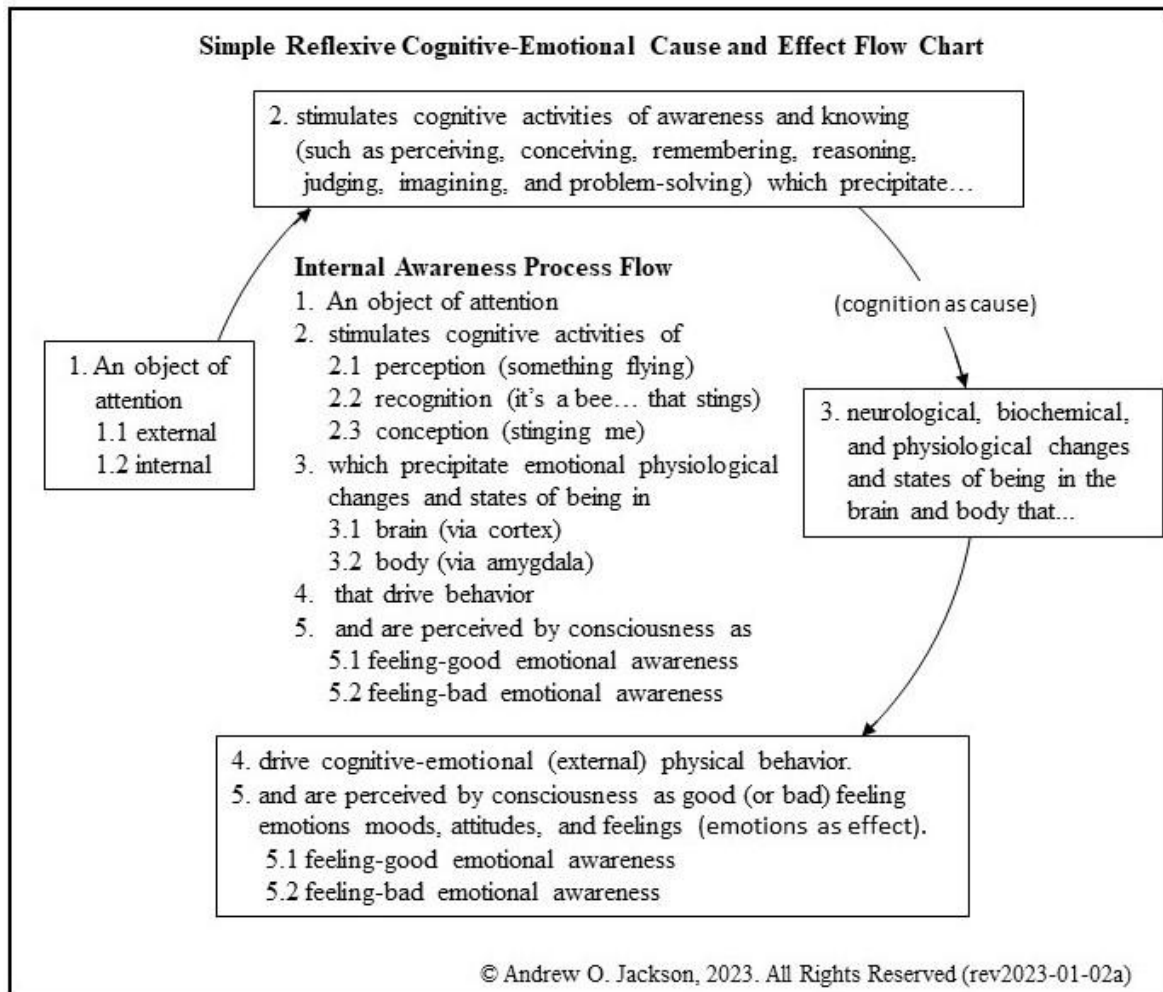 Simple Reflexive Cognitive-Emotional Cause and Effect Flow Chart
2. stimulates cognitive activities of awareness and knowing
(such as perceiving, conceiving, remembering, reasoning,
judging, imagining, and problem-solving) which precipitate…
Internal Awareness Process Flow
1. An object of attention
2. stimulates cognitive activities of
2.1 perception (something flying)
2.2 recognition (it's a bee… that stings)
2.3 conception (stinging me)
3. which precipitate emotional physiological
changes and states of being in
3.1 brain (via cortex)
3.2 body (via amygdala)
4. that drive behavior
5. and are perceived by consciousness as
5.1 feeling-good emotional awareness
5.2 feeling-bad emotional awareness
1. An object of
attention
1.1 external
1.2 internal
(cognition as cause)
3. neurological, biochemical,
and physiological changes
and states of being in the
brain and body that...
4. drive cognitive-emotional (external) physical behavior.
5. and are perceived by consciousness as good (or bad) feeling
emotions moods, attitudes, and feelings (emotions as effect).
5.1 feeling-good emotional awareness
5.2 feeling-bad emotional awareness
© Andrew O. Jackson, 2023. All Rights Reserved (rev2023-01-02a)